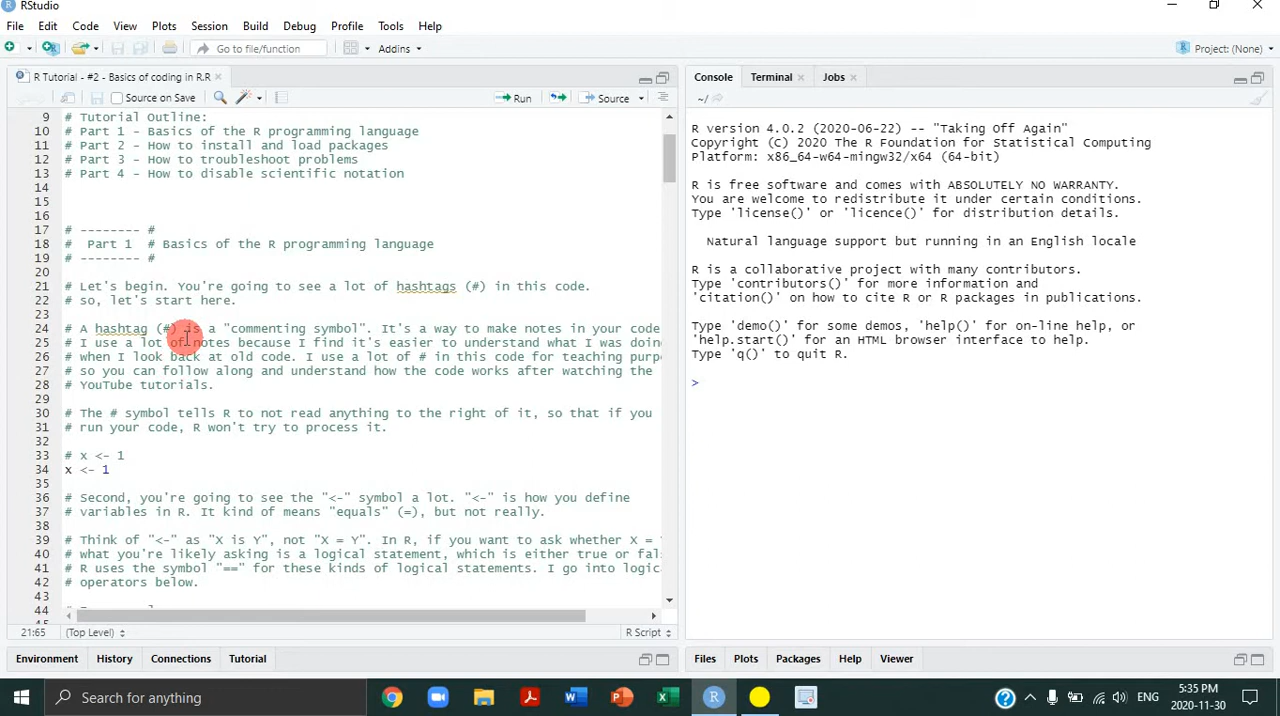 RStudio
File Edit Code View Plots Session Build Debug Profile Tools Help
Go to file/function Addins Project: (None)
R Tutorial - #2 - Basics of coding in R.R
Source on Save Run Source
9 # Tutorial Outline:
10 # Part 1 - Basics of the R programming language
11 # Part 2 - How to install and load packages
12 # Part 3 - How to troubleshoot problems
13 # Part 4 - How to disable scientific notation
14
15
16
17 # -------- #
18 # Part 1 # Basics of the R programming language
19 # -------- #
20
21 # Let's begin. You're going to see a lot of hashtags (#) in this code.
22 # so, let's start here.
23
24 # A hashtag (#) is a "commenting symbol". It's a way to make notes in your code
25 # I use a lot of notes because I find it's easier to understand what I was doin
26 # when I look back at old code. I use a lot of # in this code for teaching purp
27 # so you can follow along and understand how the code works after watching the
28 # YouTube tutorials.
29
30 # The # symbol tells R to not read anything to the right of it, so that if you
31 # run your code, R won't try to process it.
32
33 # x <- 1
34 x <- 1
35
36 # Second, you're going to see the "<-" symbol a lot. "<-" is how you define
37 # variables in R. It kind of means "equals" (=), but not really.
38
39 # Think of "<-" as "X is Y", not "X = Y". In R, if you want to ask whether X = Y
40 # what you're likely asking is a logical statement, which is either true or fal
41 # R uses the symbol "==" for these kinds of logical statements. I go into logic
42 # operators below.
43
44
21:65 (Top Level) R Script
Environment History Connections Tutorial
Console Terminal Jobs
~/
R version 4.0.2 (2020-06-22) -- "Taking Off Again"
Copyright (C) 2020 The R Foundation for Statistical Computing
Platform: x86_64-w64-mingw32/x64 (64-bit)
R is free software and comes with ABSOLUTELY NO WARRANTY.
You are welcome to redistribute it under certain conditions.
Type 'license()' or 'licence()' for distribution details.
Natural language support but running in an English locale
R is a collaborative project with many contributors.
Type 'contributors()' for more information and
'citation()' on how to cite R or R packages in publications.
Type 'demo()' for some demos, 'help()' for on-line help, or
'help.start()' for an HTML browser interface to help.
Type 'q()' to quit R.
>
Files Plots Packages Help Viewer
Search for anything
ENG
5:35 PM
2020-11-30